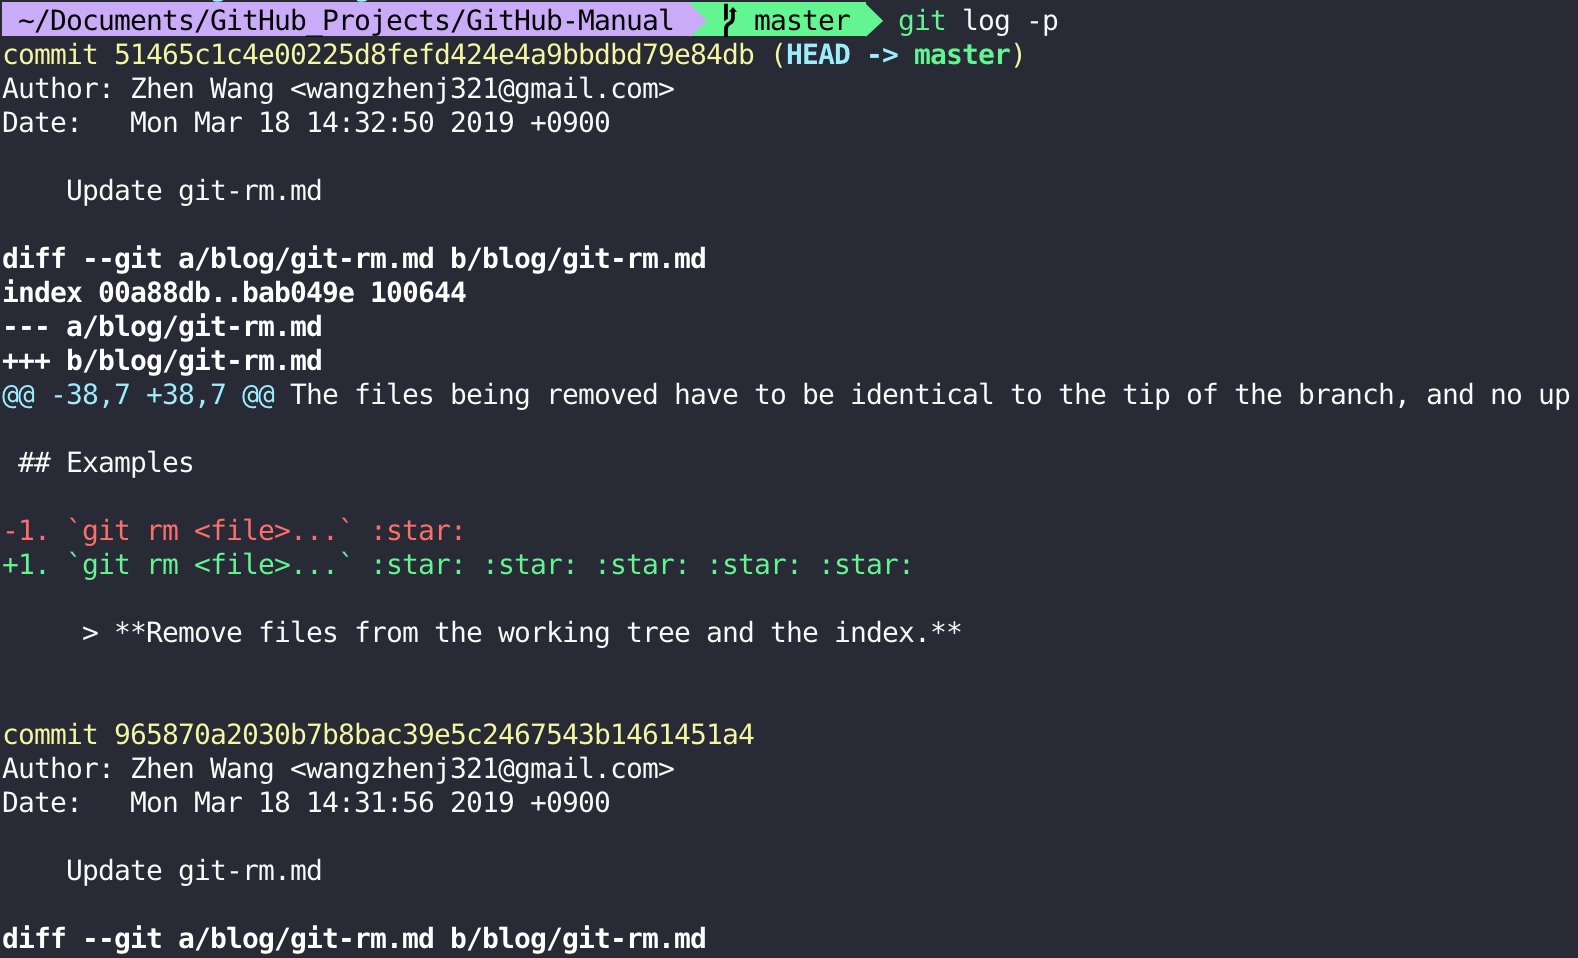 ~/Documents/GitHub_Projects/GitHub-Manual master git log -p
commit 51465c1c4e00225d8fefd424e4a9bbdbd79e84db (HEAD -> master)
Author: Zhen Wang <wangzhenj321@gmail.com>
Date:   Mon Mar 18 14:32:50 2019 +0900

    Update git-rm.md

diff --git a/blog/git-rm.md b/blog/git-rm.md
index 00a88db..bab049e 100644
--- a/blog/git-rm.md
+++ b/blog/git-rm.md
@@ -38,7 +38,7 @@ The files being removed have to be identical to the tip of the branch, and no up

 ## Examples

-1. `git rm <file>...` :star:
+1. `git rm <file>...` :star: :star: :star: :star: :star:

     > **Remove files from the working tree and the index.**


commit 965870a2030b7b8bac39e5c2467543b1461451a4
Author: Zhen Wang <wangzhenj321@gmail.com>
Date:   Mon Mar 18 14:31:56 2019 +0900

    Update git-rm.md

diff --git a/blog/git-rm.md b/blog/git-rm.md